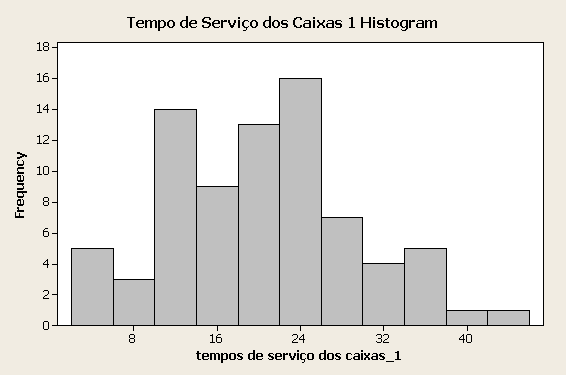 Tempo de Serviço dos Caixas 1 Histogram
18
16
14
12
10
8
6
4
2
0
Frequency
8 16 24 32 40
tempos de serviço dos caixas_1